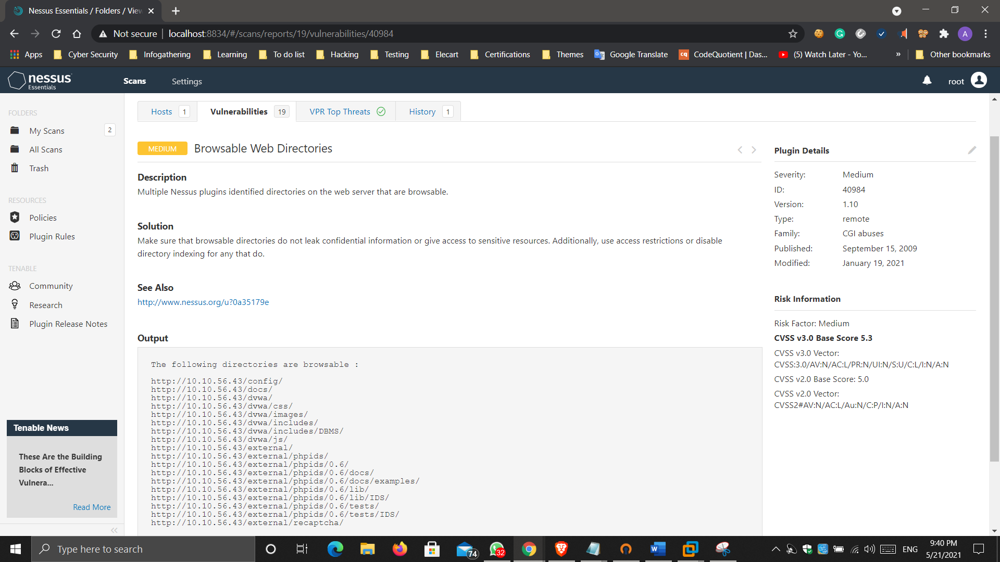 Nessus Essentials / Folders / View
Not secure
localhost:8834/#/scans/reports/19/vulnerabilities/40984
A
Apps
Cyber Security
Infogathering
Learning
To do list
Hacking
Testing
Elecart
Certifications
Themes
Google Translate
cq CodeQuotient | Das...
(5) Watch Later - Yo...
»
Other bookmarks
nessus
Essentials
Scans
Settings
root
FOLDERS
My Scans 2
All Scans
Trash
RESOURCES
Policies
Plugin Rules
TENABLE
Community
Research
Plugin Release Notes
Tenable News
These Are the Building
Blocks of Effective
Vulnera...
Read More
Hosts 1
Vulnerabilities 19
VPR Top Threats
History 1
MEDIUM
Browsable Web Directories
Description
Multiple Nessus plugins identified directories on the web server that are browsable.
Solution
Make sure that browsable directories do not leak confidential information or give access to sensitive resources. Additionally, use access restrictions or disable
directory indexing for any that do.
See Also
http://www.nessus.org/u?0a35179e
Output
The following directories are browsable :
http://10.10.56.43/config/
http://10.10.56.43/docs/
http://10.10.56.43/dvwa/
http://10.10.56.43/dvwa/css/
http://10.10.56.43/dvwa/images/
http://10.10.56.43/dvwa/includes/
http://10.10.56.43/dvwa/includes/DBMS/
http://10.10.56.43/dvwa/js/
http://10.10.56.43/external/
http://10.10.56.43/external/phpids/
http://10.10.56.43/external/phpids/0.6/
http://10.10.56.43/external/phpids/0.6/docs/
http://10.10.56.43/external/phpids/0.6/docs/examples/
http://10.10.56.43/external/phpids/0.6/lib/
http://10.10.56.43/external/phpids/0.6/lib/IDS/
http://10.10.56.43/external/phpids/0.6/tests/
http://10.10.56.43/external/phpids/0.6/tests/IDS/
http://10.10.56.43/external/recaptcha/
Plugin Details
Severity: Medium
ID: 40984
Version: 1.10
Type: remote
Family: CGI abuses
Published: September 15, 2009
Modified: January 19, 2021
Risk Information
Risk Factor: Medium
CVSS v3.0 Base Score 5.3
CVSS v3.0 Vector:
CVSS:3.0/AV:N/AC:L/PR:N/UI:N/S:U/C:L/I:N/A:N
CVSS v2.0 Base Score: 5.0
CVSS v2.0 Vector:
CVSS2#AV:N/AC:L/Au:N/C:P/I:N/A:N
Type here to search
74
32
ENG
9:40 PM
5/21/2021